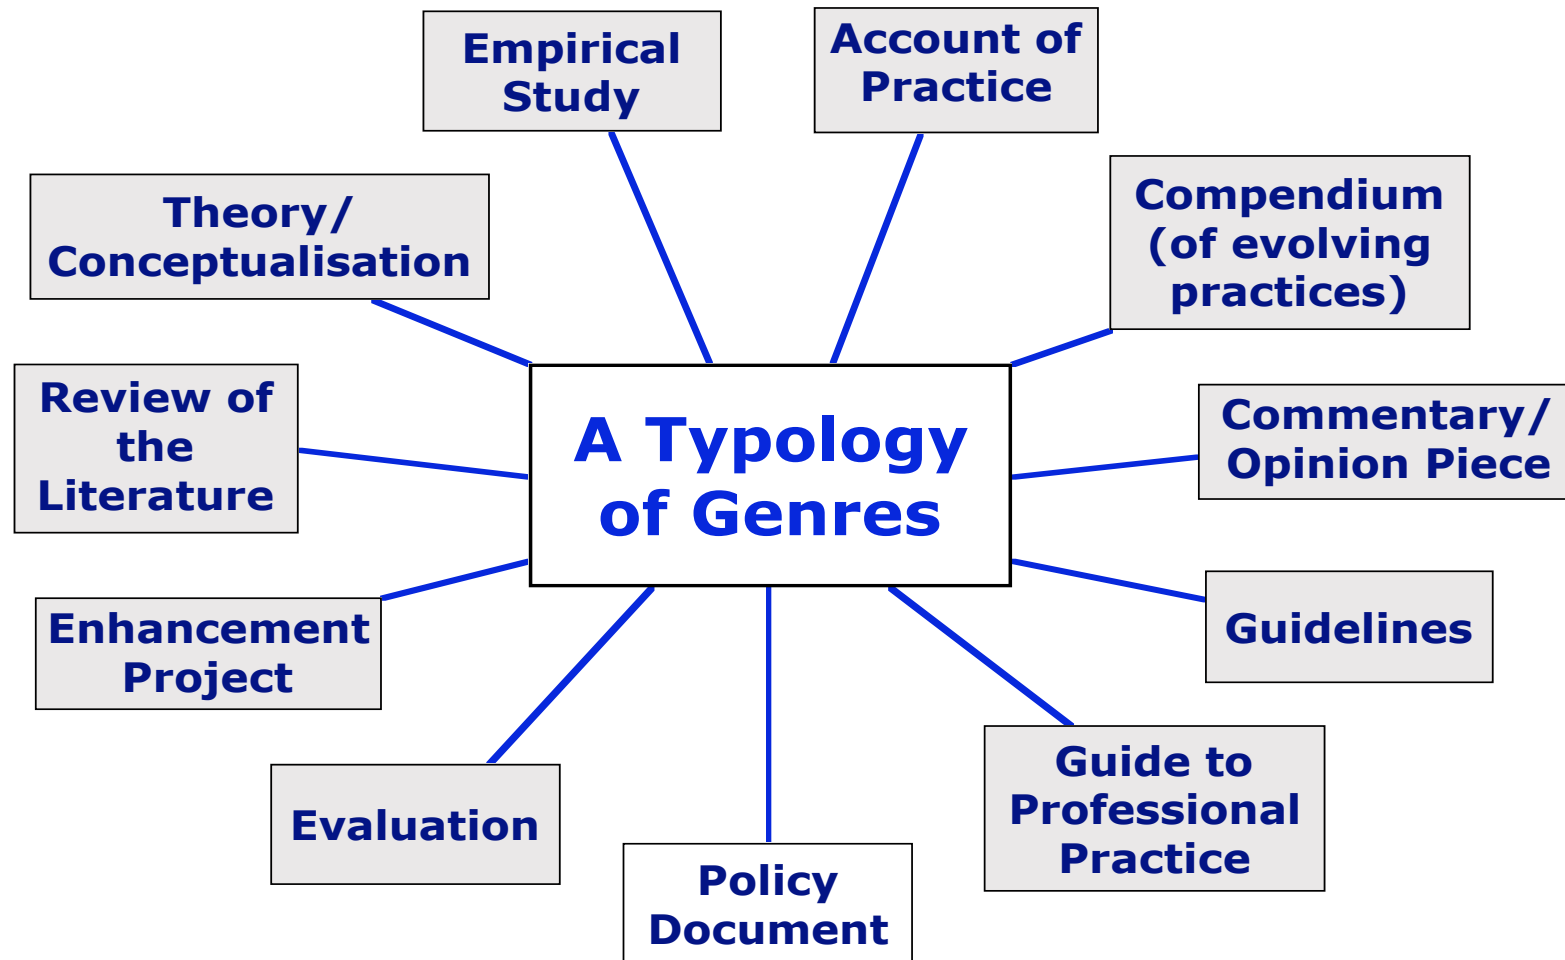 Empirical
Study
Account of
Practice
Theory/
Conceptualisation
Compendium
(of evolving
practices)
Review of
the
Literature
A Typology
of Genres
Commentary/
Opinion Piece
Enhancement
Project
Guidelines
Evaluation
Guide to
Professional
Practice
Policy
Document